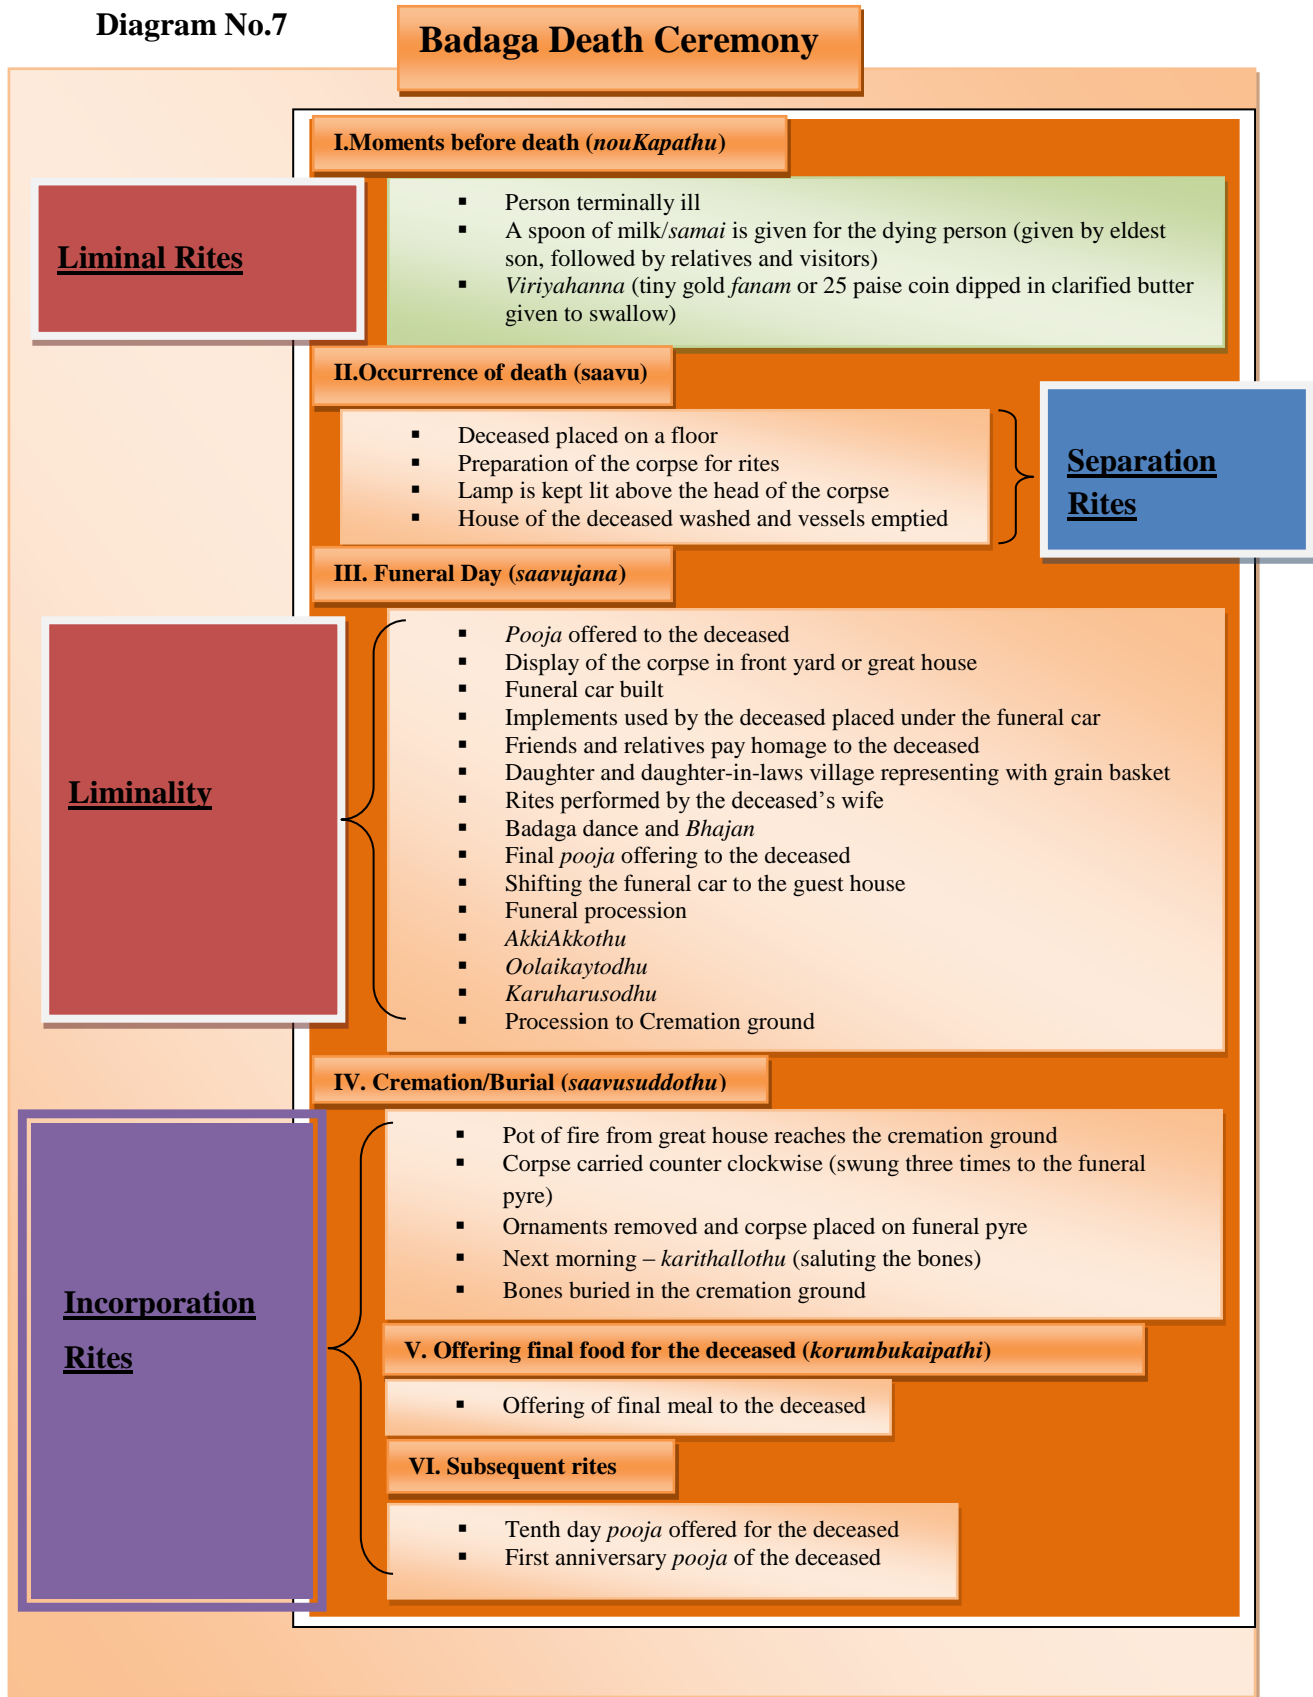 Diagram No.7
Badaga Death Ceremony
I.Moments before death (nouKapathu)
Liminal Rites
▪ Person terminally ill
▪ A spoon of milk/samai is given for the dying person (given by eldest
son, followed by relatives and visitors)
▪ Viriyahanna (tiny gold fanam or 25 paise coin dipped in clarified butter
given to swallow)
II.Occurrence of death (saavu)
▪ Deceased placed on a floor
▪ Preparation of the corpse for rites
▪ Lamp is kept lit above the head of the corpse
▪ House of the deceased washed and vessels emptied
Separation
Rites
III. Funeral Day (saavujana)
Liminality
▪ Pooja offered to the deceased
▪ Display of the corpse in front yard or great house
▪ Funeral car built
▪ Implements used by the deceased placed under the funeral car
▪ Friends and relatives pay homage to the deceased
▪ Daughter and daughter-in-laws village representing with grain basket
▪ Rites performed by the deceased’s wife
▪ Badaga dance and Bhajan
▪ Final pooja offering to the deceased
▪ Shifting the funeral car to the guest house
▪ Funeral procession
▪ AkkiAkkothu
▪ Oolaikaytodhu
▪ Karuharusodhu
▪ Procession to Cremation ground
IV. Cremation/Burial (saavusuddothu)
Incorporation
Rites
▪ Pot of fire from great house reaches the cremation ground
▪ Corpse carried counter clockwise (swung three times to the funeral
pyre)
▪ Ornaments removed and corpse placed on funeral pyre
▪ Next morning – karithallothu (saluting the bones)
▪ Bones buried in the cremation ground
V. Offering final food for the deceased (korumbukaipathi)
▪ Offering of final meal to the deceased
VI. Subsequent rites
▪ Tenth day pooja offered for the deceased
▪ First anniversary pooja of the deceased